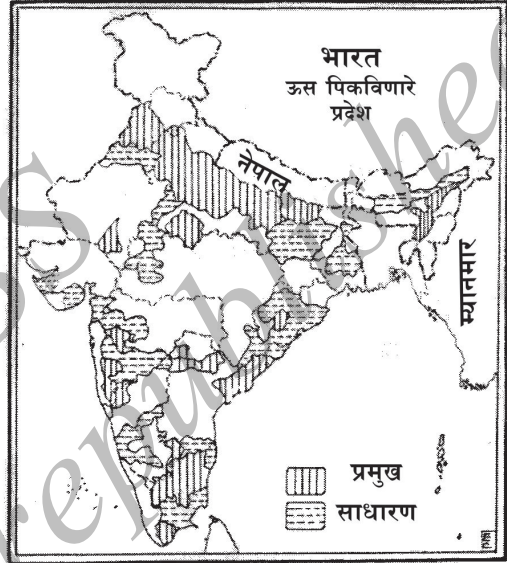 भारत
ऊस पिकविणारे
प्रदेश
नेपाल
म्यानमार
प्रमुख
साधारण